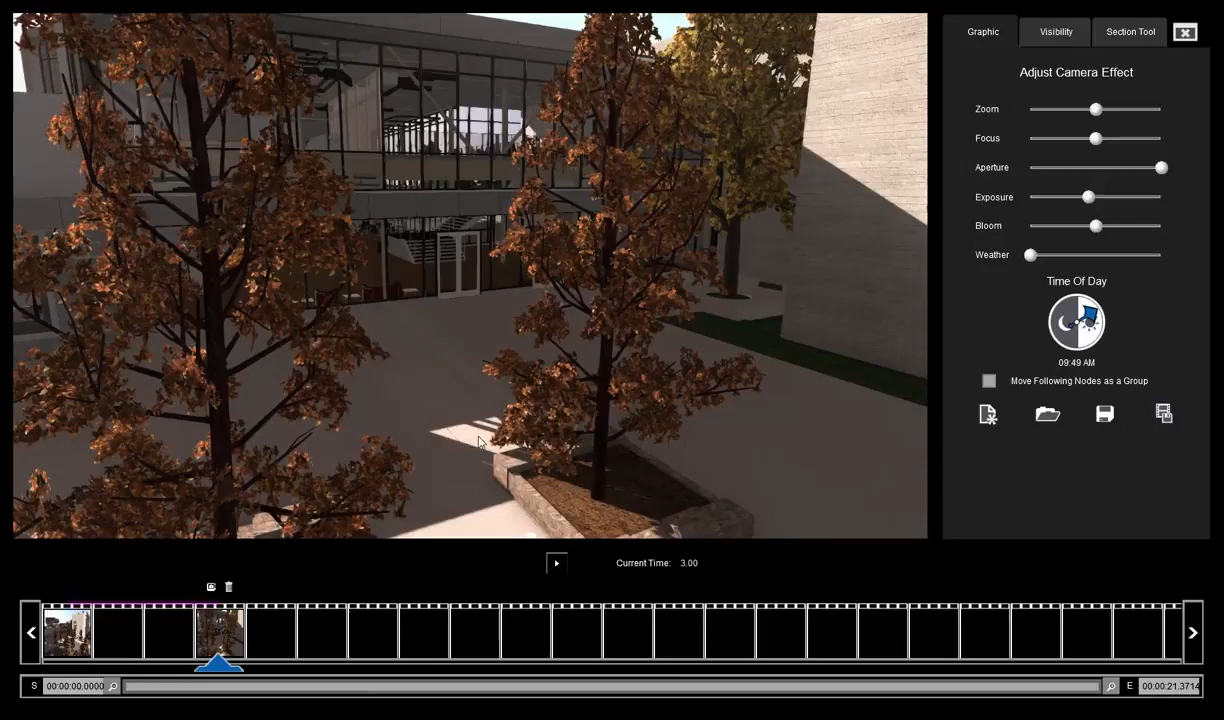 Graphic Visibility Section Tool
Adjust Camera Effect
Zoom
Focus
Aperture
Exposure
Bloom
Weather
Time Of Day
09:49 AM
Move Following Nodes as a Group
Current Time: 3.00
S 00:00:00.0000 E 00:00:21.3714